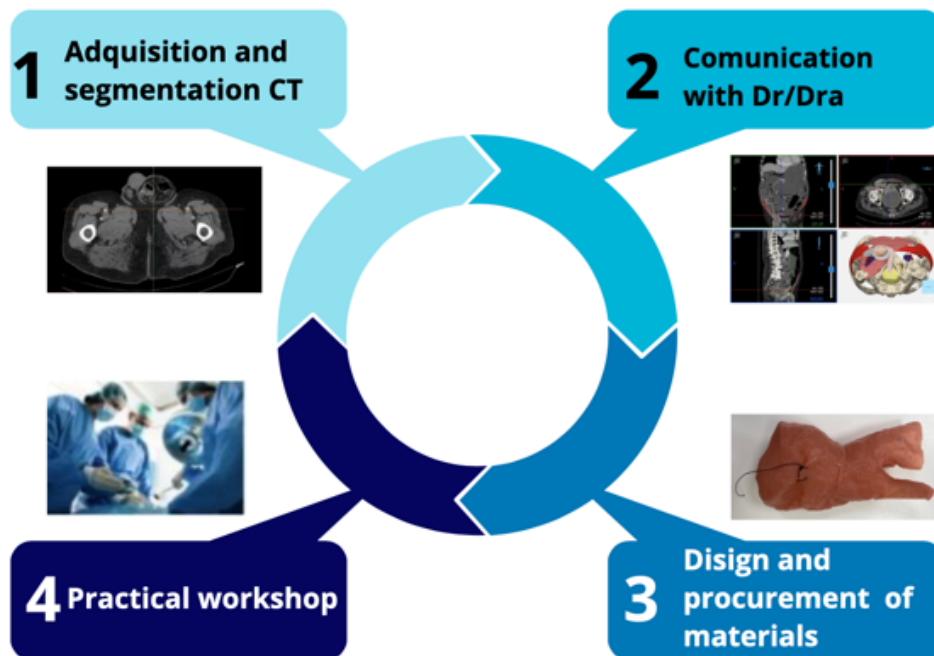 1
Adquisition and
segmentation CT
2
Comunication
with Dr/Dra
4
Practical workshop
3
Disign and
procurement of
materials